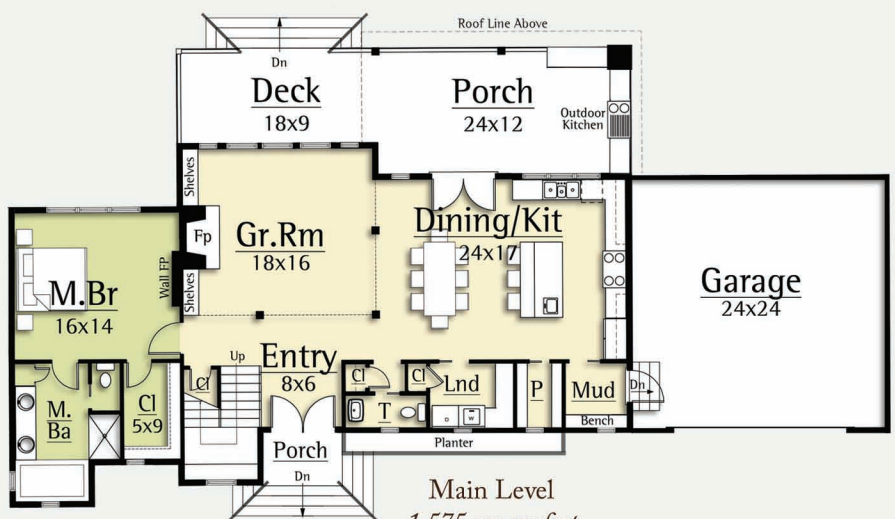 Roof Line Above
Dn
Deck
18x9
Porch
24x12
Outdoor
Kitchen
Shelves
Fp
Gr.Rm
18x16
Dining/Kit
24x17
Garage
24x24
Wall FP
Shelves
M.Br
16x14
Up
Entry
8x6
Cl
Cl
Cl
Lnd
P
Mud
Dn
M.
Ba
Cl
5x9
T
W
Bench
Planter
Porch
Dn
Main Level